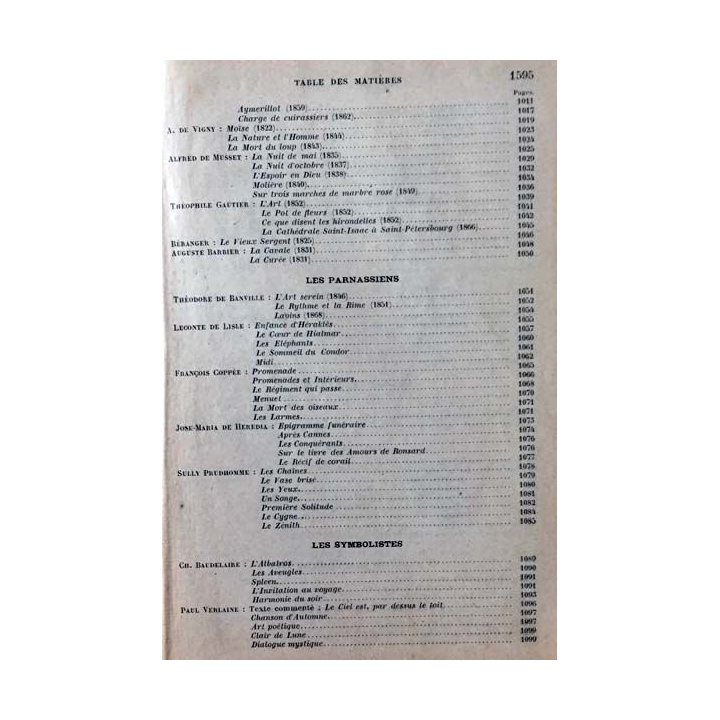 TABLE DES MATIÈRES 1595
Pages.
Aymerillot (1859) 1011
Charge de cuirassiers (1862) 1017
A. DE VIGNY : Moïse (1822) 1019
La Nature et l'Homme (1844) 1023
La Mort du loup (1843) 1024
ALFRED DE MUSSET : La Nuit de mai (1835) 1025
La Nuit d'octobre (1837) 1029
L'Espoir en Dieu (1838) 1032
Molière (1840) 1034
Sur trois marches de marbre rose (1849) 1036
THÉOPHILE GAUTIER : L'Art (1852) 1039
Le Pot de fleurs (1852) 1041
Ce que disent les hirondelles (1852) 1042
La Cathédrale Saint-Isaac à Saint-Pétersbourg (1866) 1045
BÉRANGER : Le Vieux Sergent (1825) 1046
AUGUSTE BARBIER : La Cavale (1831) 1048
La Curée (1831) 1050
LES PARNASSIENS
THÉODORE DE BANVILLE : L'Art serein (1846) 1051
Le Rythme et la Rime (1851) 1052
Lapins (1868) 1054
LECONTE DE LISLE : Enfance d'Héraklès 1055
Le Cœur de Hialmar 1057
Les Eléphants 1060
Le Sommeil du Condor 1061
Midi 1062
FRANÇOIS COPPÉE : Promenade 1065
Promenades et Intérieurs 1066
Le Régiment qui passe 1068
Menuet 1070
La Mort des oiseaux 1071
Les Larmes 1071
JOSE-MARIA DE HEREDIA : Epigramme funéraire 1073
Après Cannes 1074
Les Conquérants 1076
Sur le livre des Amours de Ronsard 1076
Le Récif de corail 1077
SULLY PRUDHOMME : Les Chaînes 1078
Le Vase brisé 1079
Les Yeux 1080
Un Songe 1081
Première Solitude 1082
Le Cygne 1084
Le Zénith 1085
LES SYMBOLISTES
CH. BAUDELAIRE : L'Albatros 1089
Les Aveugles 1090
Spleen 1091
L'Invitation au voyage 1091
Harmonie du soir 1093
PAUL VERLAINE : Texte commenté : Le Ciel est, par dessus le toit 1096
Chanson d'Automne 1097
Art poétique 1097
Clair de Lune 1099
Dialogue mystique 1099